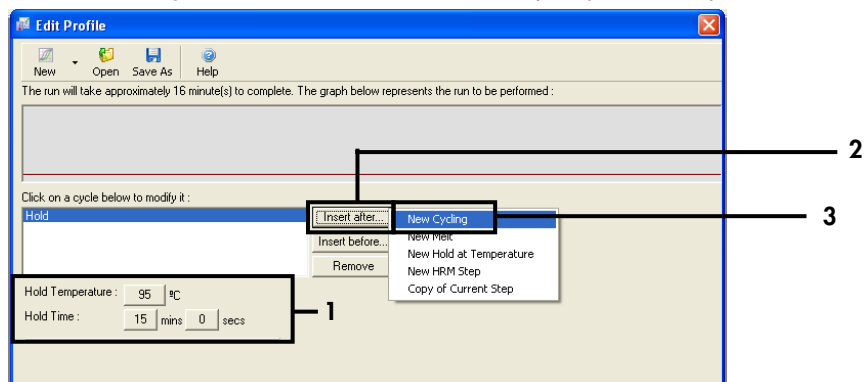 Edit Profile
New Open Save As Help
The run will take approximately 16 minute(s) to complete. The graph below represents the run to be performed :
2
Click on a cycle below to modify it :
Hold
Insert after...
New Cycling
3
Insert before...
New Melt
New Hold at Temperature
Remove
New HRM Step
Copy of Current Step
Hold Temperature : 95 ºC
Hold Time : 15 mins 0 secs
1